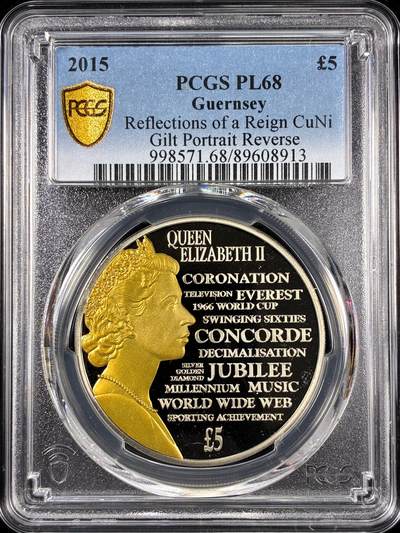 2015 £5
PCGS PL68
Guernsey
Reflections of a Reign CuNi
Gilt Portrait Reverse
998571.68/89608913
PCGS
QUEEN
ELIZABETH II
CORONATION
TELEVISION EVEREST
1966 WORLD CUP
SWINGING SIXTIES
CONCORDE
DECIMALISATION
SILVER
GOLDEN
DIAMOND
JUBILEE
MILLENNIUM MUSIC
WORLD WIDE WEB
SPORTING ACHIEVEMENT
£5
PCGS